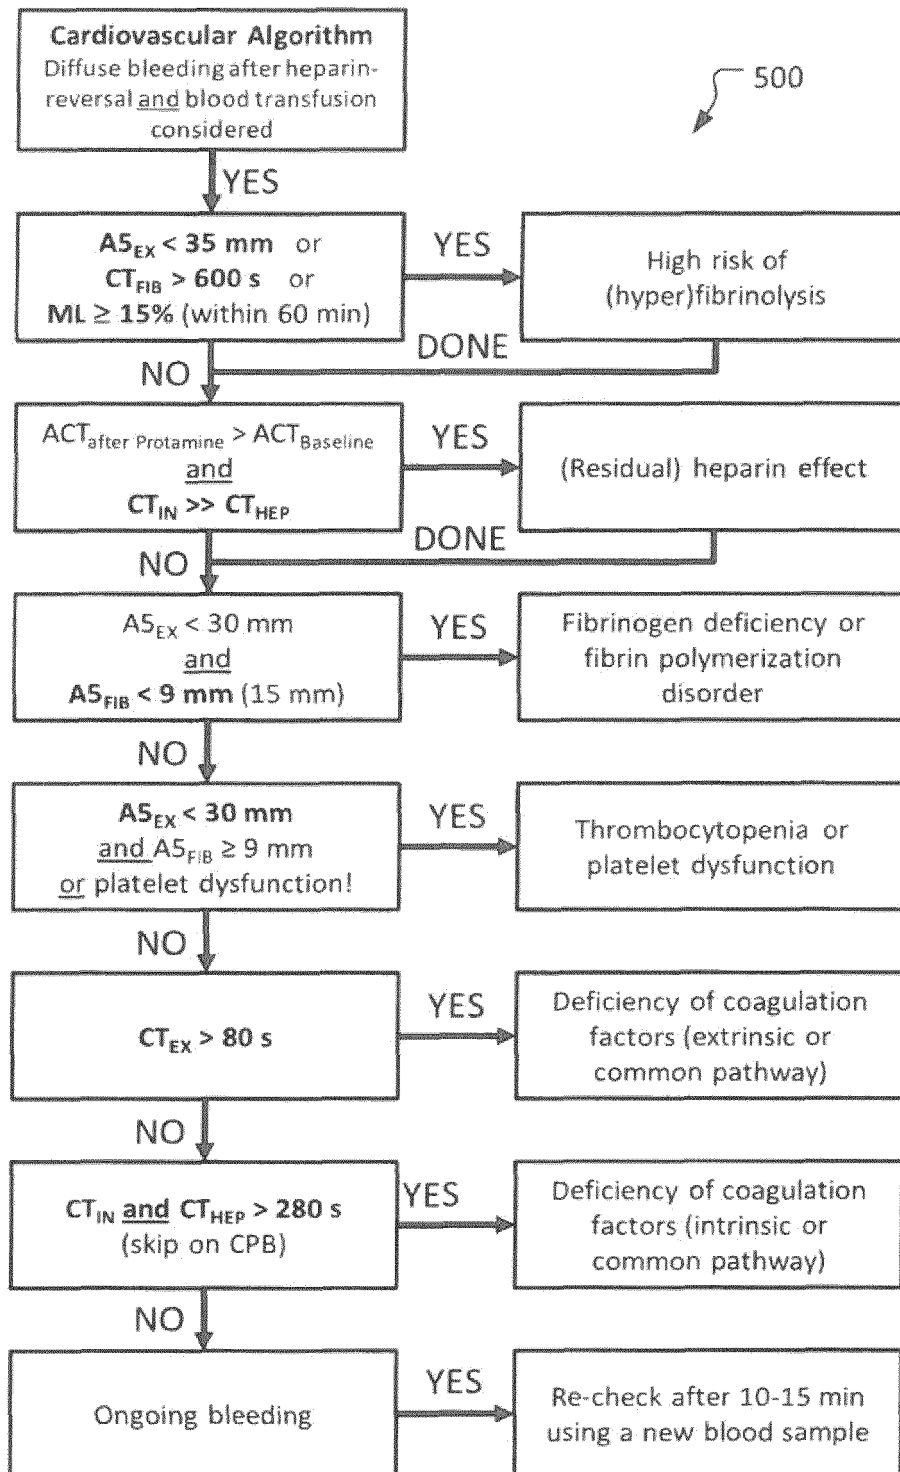 Cardiovascular Algorithm
Diffuse bleeding after heparin-
reversal and blood transfusion
considered
500
YES
A5EX < 35 mm or
CTFIB > 600 s or
ML ≥ 15% (within 60 min)
YES
High risk of
(hyper)fibrinolysis
DONE
NO
ACTafter Protamine > ACTBaseline
and
CTIN >> CTHEP
YES
(Residual) heparin effect
DONE
NO
A5EX < 30 mm
and
A5FIB < 9 mm (15 mm)
YES
Fibrinogen deficiency or
fibrin polymerization
disorder
NO
A5EX < 30 mm
and A5FIB ≥ 9 mm
or platelet dysfunction!
YES
Thrombocytopenia or
platelet dysfunction
NO
CTEX > 80 s
YES
Deficiency of coagulation
factors (extrinsic or
common pathway)
NO
CTIN and CTHEP > 280 s
(skip on CPB)
YES
Deficiency of coagulation
factors (intrinsic or
common pathway)
NO
Ongoing bleeding
YES
Re-check after 10-15 min
using a new blood sample